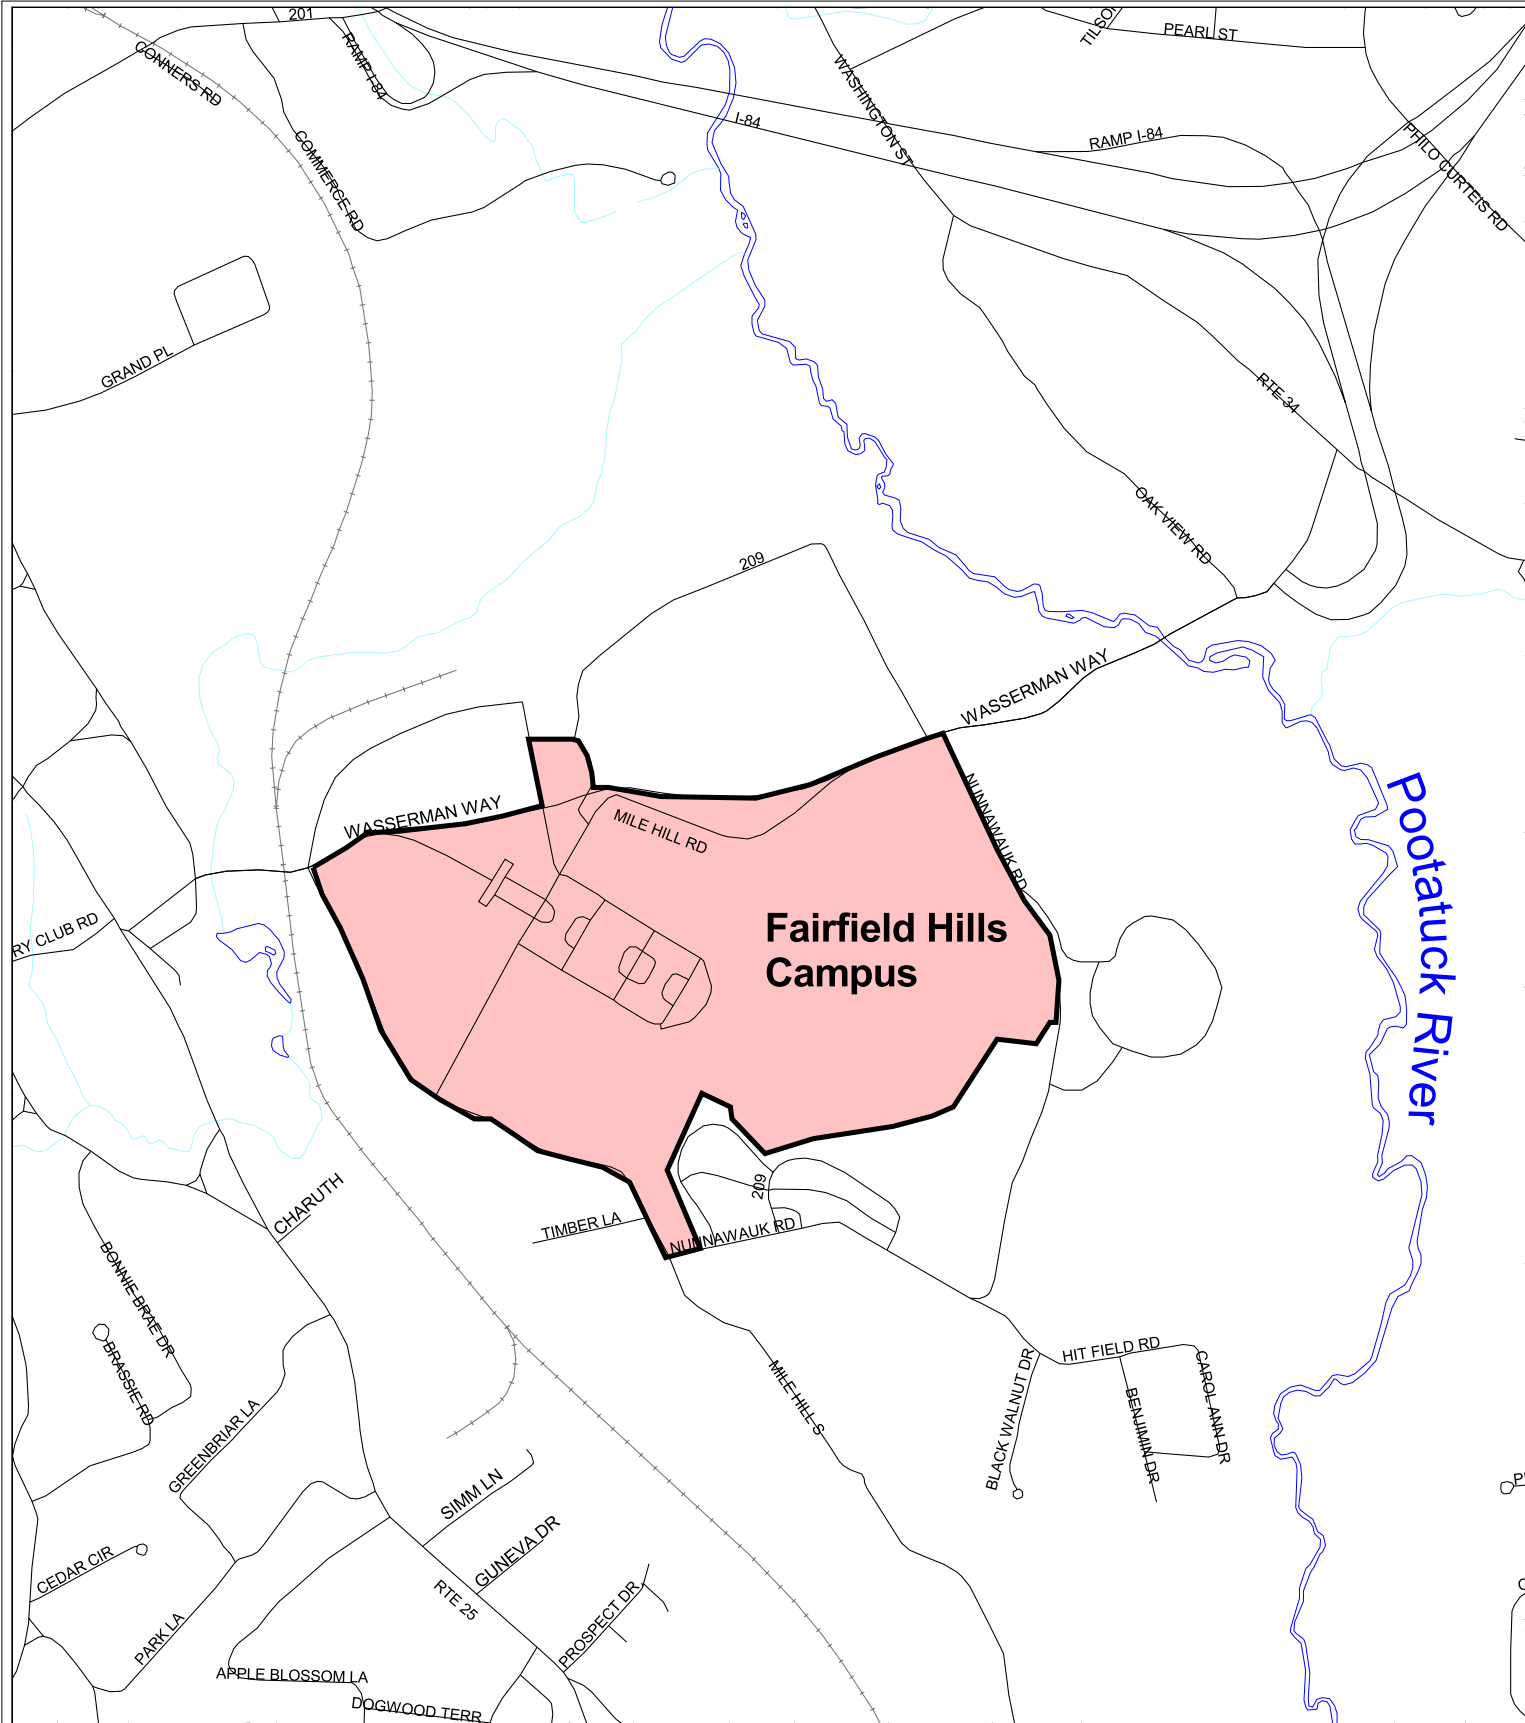 201
CONNERS RD
RAMP I-84
COMMERCE RD
WASHINGTON ST
PEARL ST
I-84
RAMP I-84
PHILO CURTEIS RD
GRAND PL
RTE 34
OAK VIEW RD
209
WASSERMAN WAY
WASSERMAN WAY
MILE HILL RD
NUNNAWAUK RD
Fairfield Hills
Campus
Pootatuck River
RY CLUB RD
CHARUTH
TIMBER LA
209
NUNNAWAUK RD
BONNIE BRAE DR
BRASSIE RD
GREENBRIAR LA
MILE HILL S
HIT FIELD RD
BLACK WALNUT DR
BENJIMIN DR
CAROL ANN DR
SIMM LN
GUNEVA DR
CEDAR CIR
PARK LA
RTE 25
PROSPECT DR
APPLE BLOSSOM LA
DOGWOOD TERR